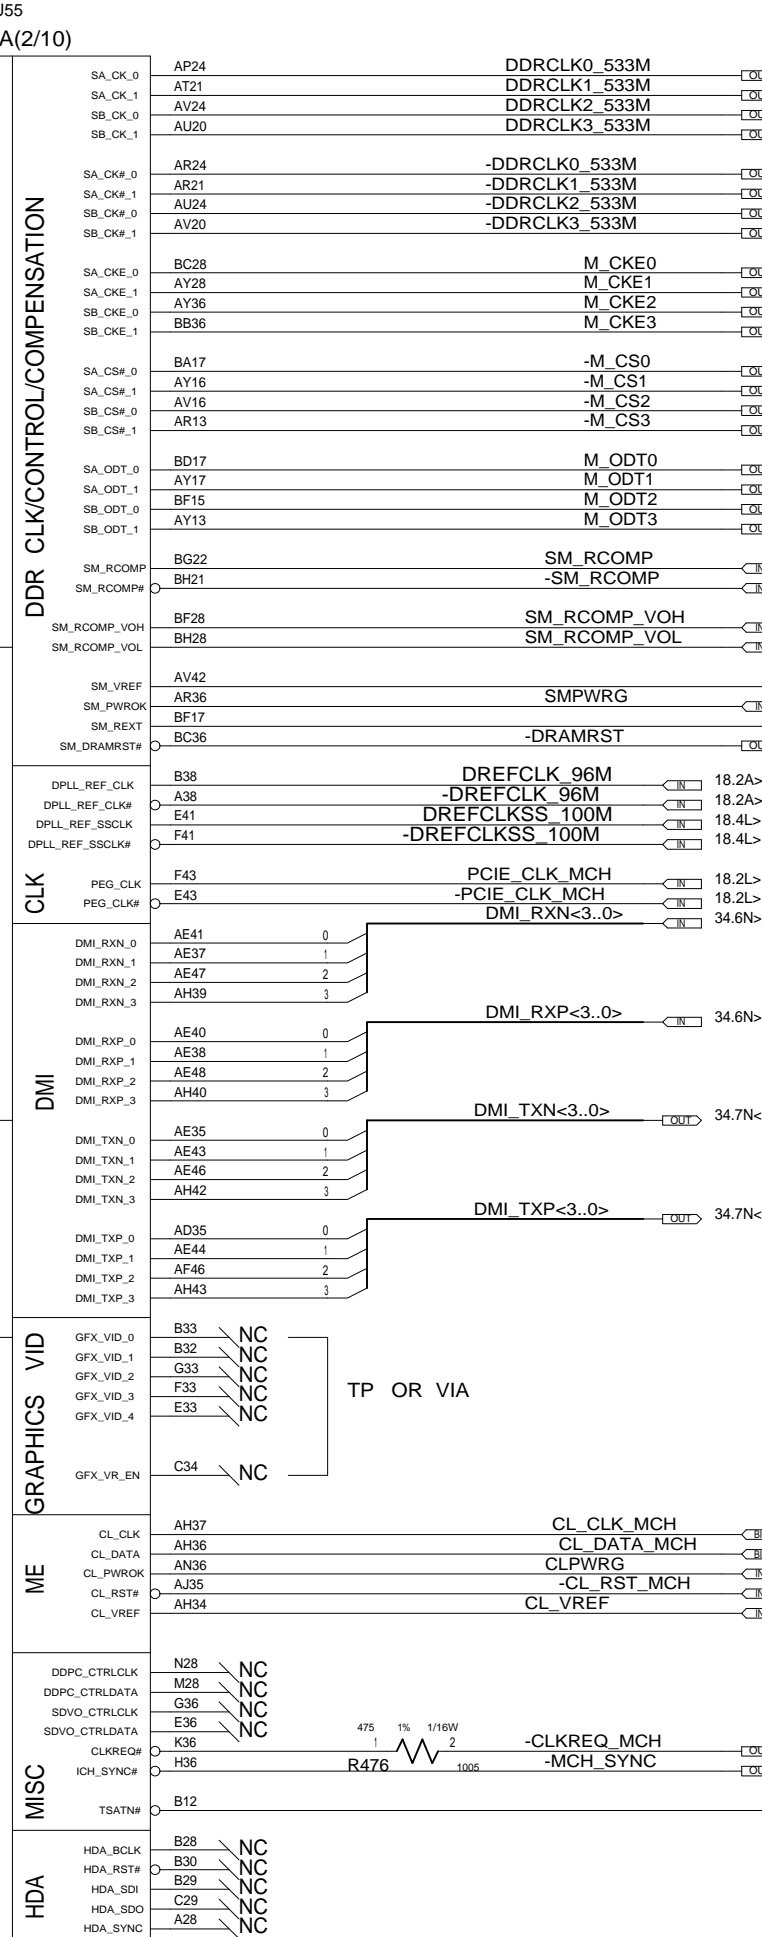 J55
A(2/10)
DDR CLK/CONTROL/COMPENSATION
SA_CK_0 AP24 DDRCLK0_533M
SA_CK_1 AT21 DDRCLK1_533M
SB_CK_0 AV24 DDRCLK2_533M
SB_CK_1 AU20 DDRCLK3_533M
SA_CK#_0 AR24 -DDRCLK0_533M
SA_CK#_1 AR21 -DDRCLK1_533M
SB_CK#_0 AU24 -DDRCLK2_533M
SB_CK#_1 AV20 -DDRCLK3_533M
SA_CKE_0 BC28 M_CKE0
SA_CKE_1 AY28 M_CKE1
SB_CKE_0 AY36 M_CKE2
SB_CKE_1 BB36 M_CKE3
SA_CS#_0 BA17 -M_CS0
SA_CS#_1 AY16 -M_CS1
SB_CS#_0 AV16 -M_CS2
SB_CS#_1 AR13 -M_CS3
SA_ODT_0 BD17 M_ODT0
SA_ODT_1 AY17 M_ODT1
SB_ODT_0 BF15 M_ODT2
SB_ODT_1 AY13 M_ODT3
SM_RCOMP BG22 SM_RCOMP
SM_RCOMP# BH21 -SM_RCOMP
SM_RCOMP_VOH BF28 SM_RCOMP_VOH
SM_RCOMP_VOL BH28 SM_RCOMP_VOL
SM_VREF AV42
SM_PWROK AR36 SMPWRG
SM_REXT BF17
SM_DRAMRST# BC36 -DRAMRST
CLK
DPLL_REF_CLK B38 DREFCLK_96M IN 18.2A>
DPLL_REF_CLK# A38 -DREFCLK_96M IN 18.2A>
DPLL_REF_SSCLK E41 DREFCLKSS_100M IN 18.4L>
DPLL_REF_SSCLK# F41 -DREFCLKSS_100M IN 18.4L>
PEG_CLK F43 PCIE_CLK_MCH IN 18.2L>
PEG_CLK# E43 -PCIE_CLK_MCH IN 18.2L>
DMI_RXN<3..0> IN 34.6N>
DMI
DMI_RXN_0 AE41 0
DMI_RXN_1 AE37 1
DMI_RXN_2 AE47 2
DMI_RXN_3 AH39 3
DMI_RXP<3..0> IN 34.6N>
DMI_RXP_0 AE40 0
DMI_RXP_1 AE38 1
DMI_RXP_2 AE48 2
DMI_RXP_3 AH40 3
DMI_TXN<3..0> OUT 34.7N<
DMI_TXN_0 AE35 0
DMI_TXN_1 AE43 1
DMI_TXN_2 AE46 2
DMI_TXN_3 AH42 3
DMI_TXP<3..0> OUT 34.7N<
DMI_TXP_0 AD35 0
DMI_TXP_1 AE44 1
DMI_TXP_2 AF46 2
DMI_TXP_3 AH43 3
GRAPHICS VID
GFX_VID_0 B33 NC
GFX_VID_1 B32 NC
GFX_VID_2 G33 NC
GFX_VID_3 F33 NC
GFX_VID_4 E33 NC
TP OR VIA
GFX_VR_EN C34 NC
ME
CL_CLK AH37 CL_CLK_MCH
CL_DATA AH36 CL_DATA_MCH
CL_PWROK AN36 CLPWRG
CL_RST# AJ35 -CL_RST_MCH
CL_VREF AH34 CL_VREF
MISC
DDPC_CTRLCLK N28 NC
DDPC_CTRLDATA M28 NC
SDVO_CTRLCLK G36 NC
SDVO_CTRLDATA E36 NC
475 1% 1/16W
CLKREQ# K36 1 2 -CLKREQ_MCH
R476 1005
ICH_SYNC# H36 -MCH_SYNC
TSATN# B12
HDA
HDA_BCLK B28 NC
HDA_RST# B30 NC
HDA_SDI B29 NC
HDA_SDO C29 NC
HDA_SYNC A28 NC